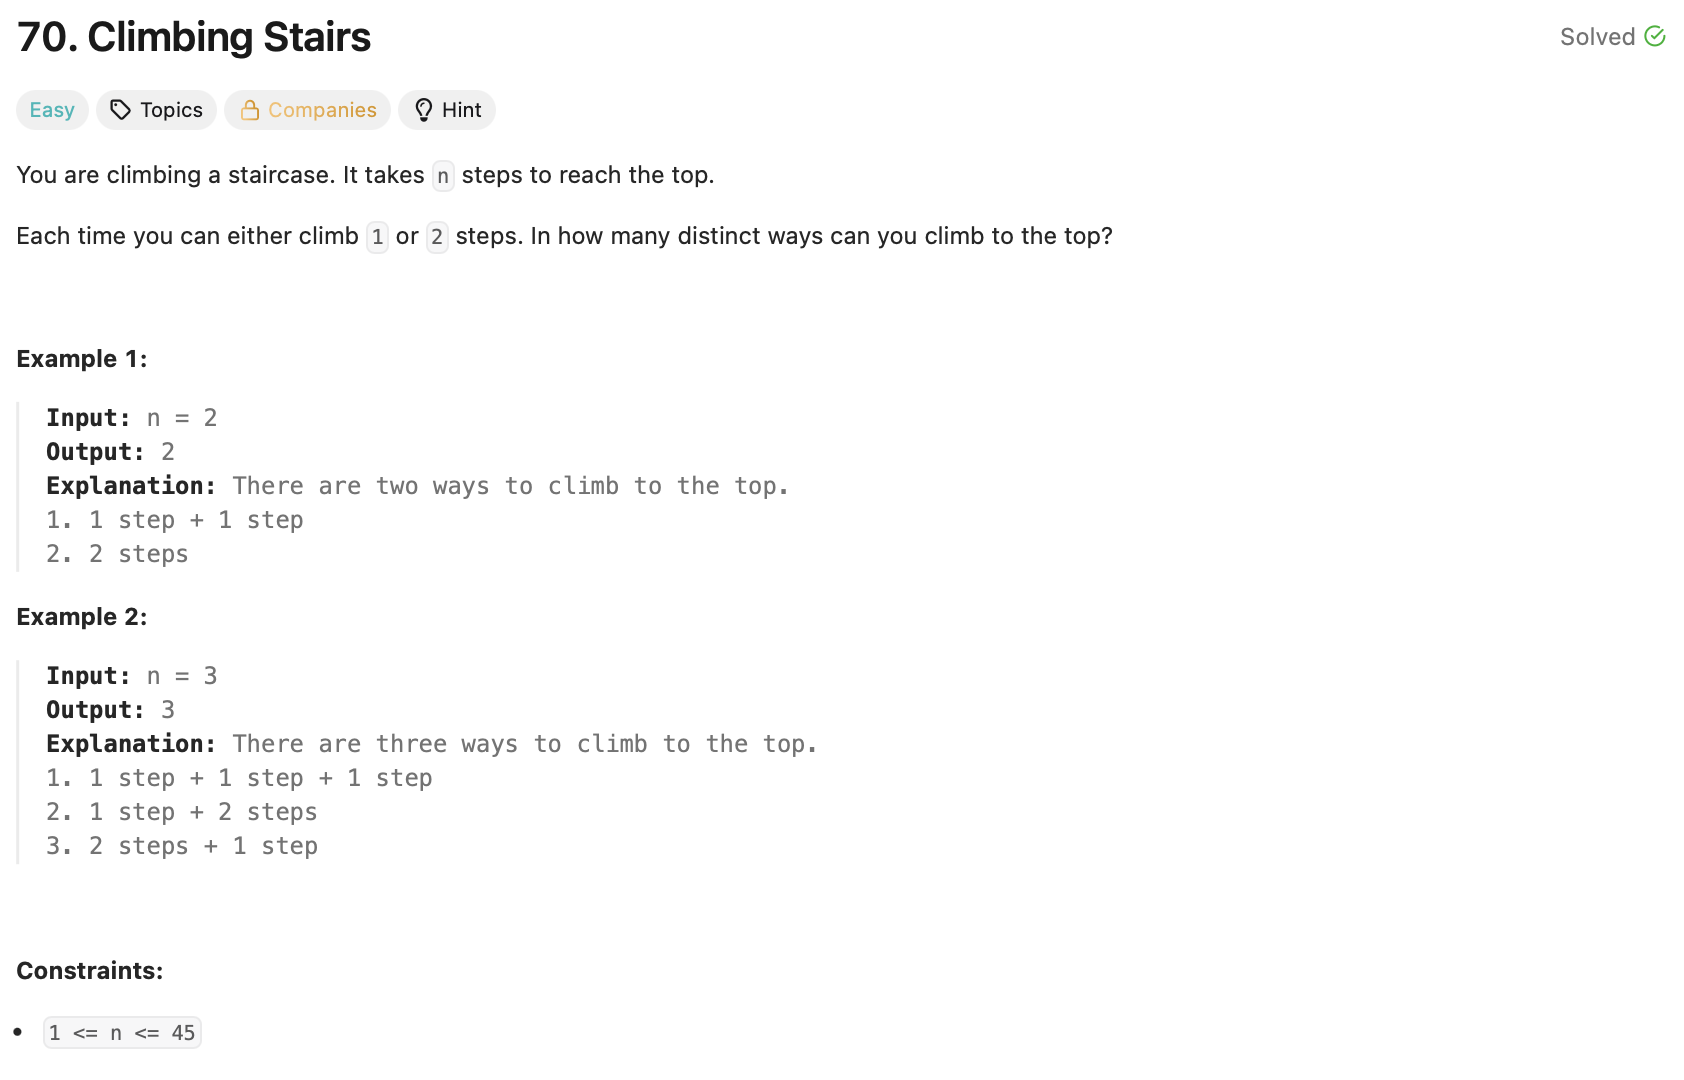 70. Climbing Stairs
Solved
Easy Topics Companies Hint
You are climbing a staircase. It takes n steps to reach the top.
Each time you can either climb 1 or 2 steps. In how many distinct ways can you climb to the top?
Example 1:
Input: n = 2
Output: 2
Explanation: There are two ways to climb to the top.
1. 1 step + 1 step
2. 2 steps
Example 2:
Input: n = 3
Output: 3
Explanation: There are three ways to climb to the top.
1. 1 step + 1 step + 1 step
2. 1 step + 2 steps
3. 2 steps + 1 step
Constraints:
• 1 <= n <= 45